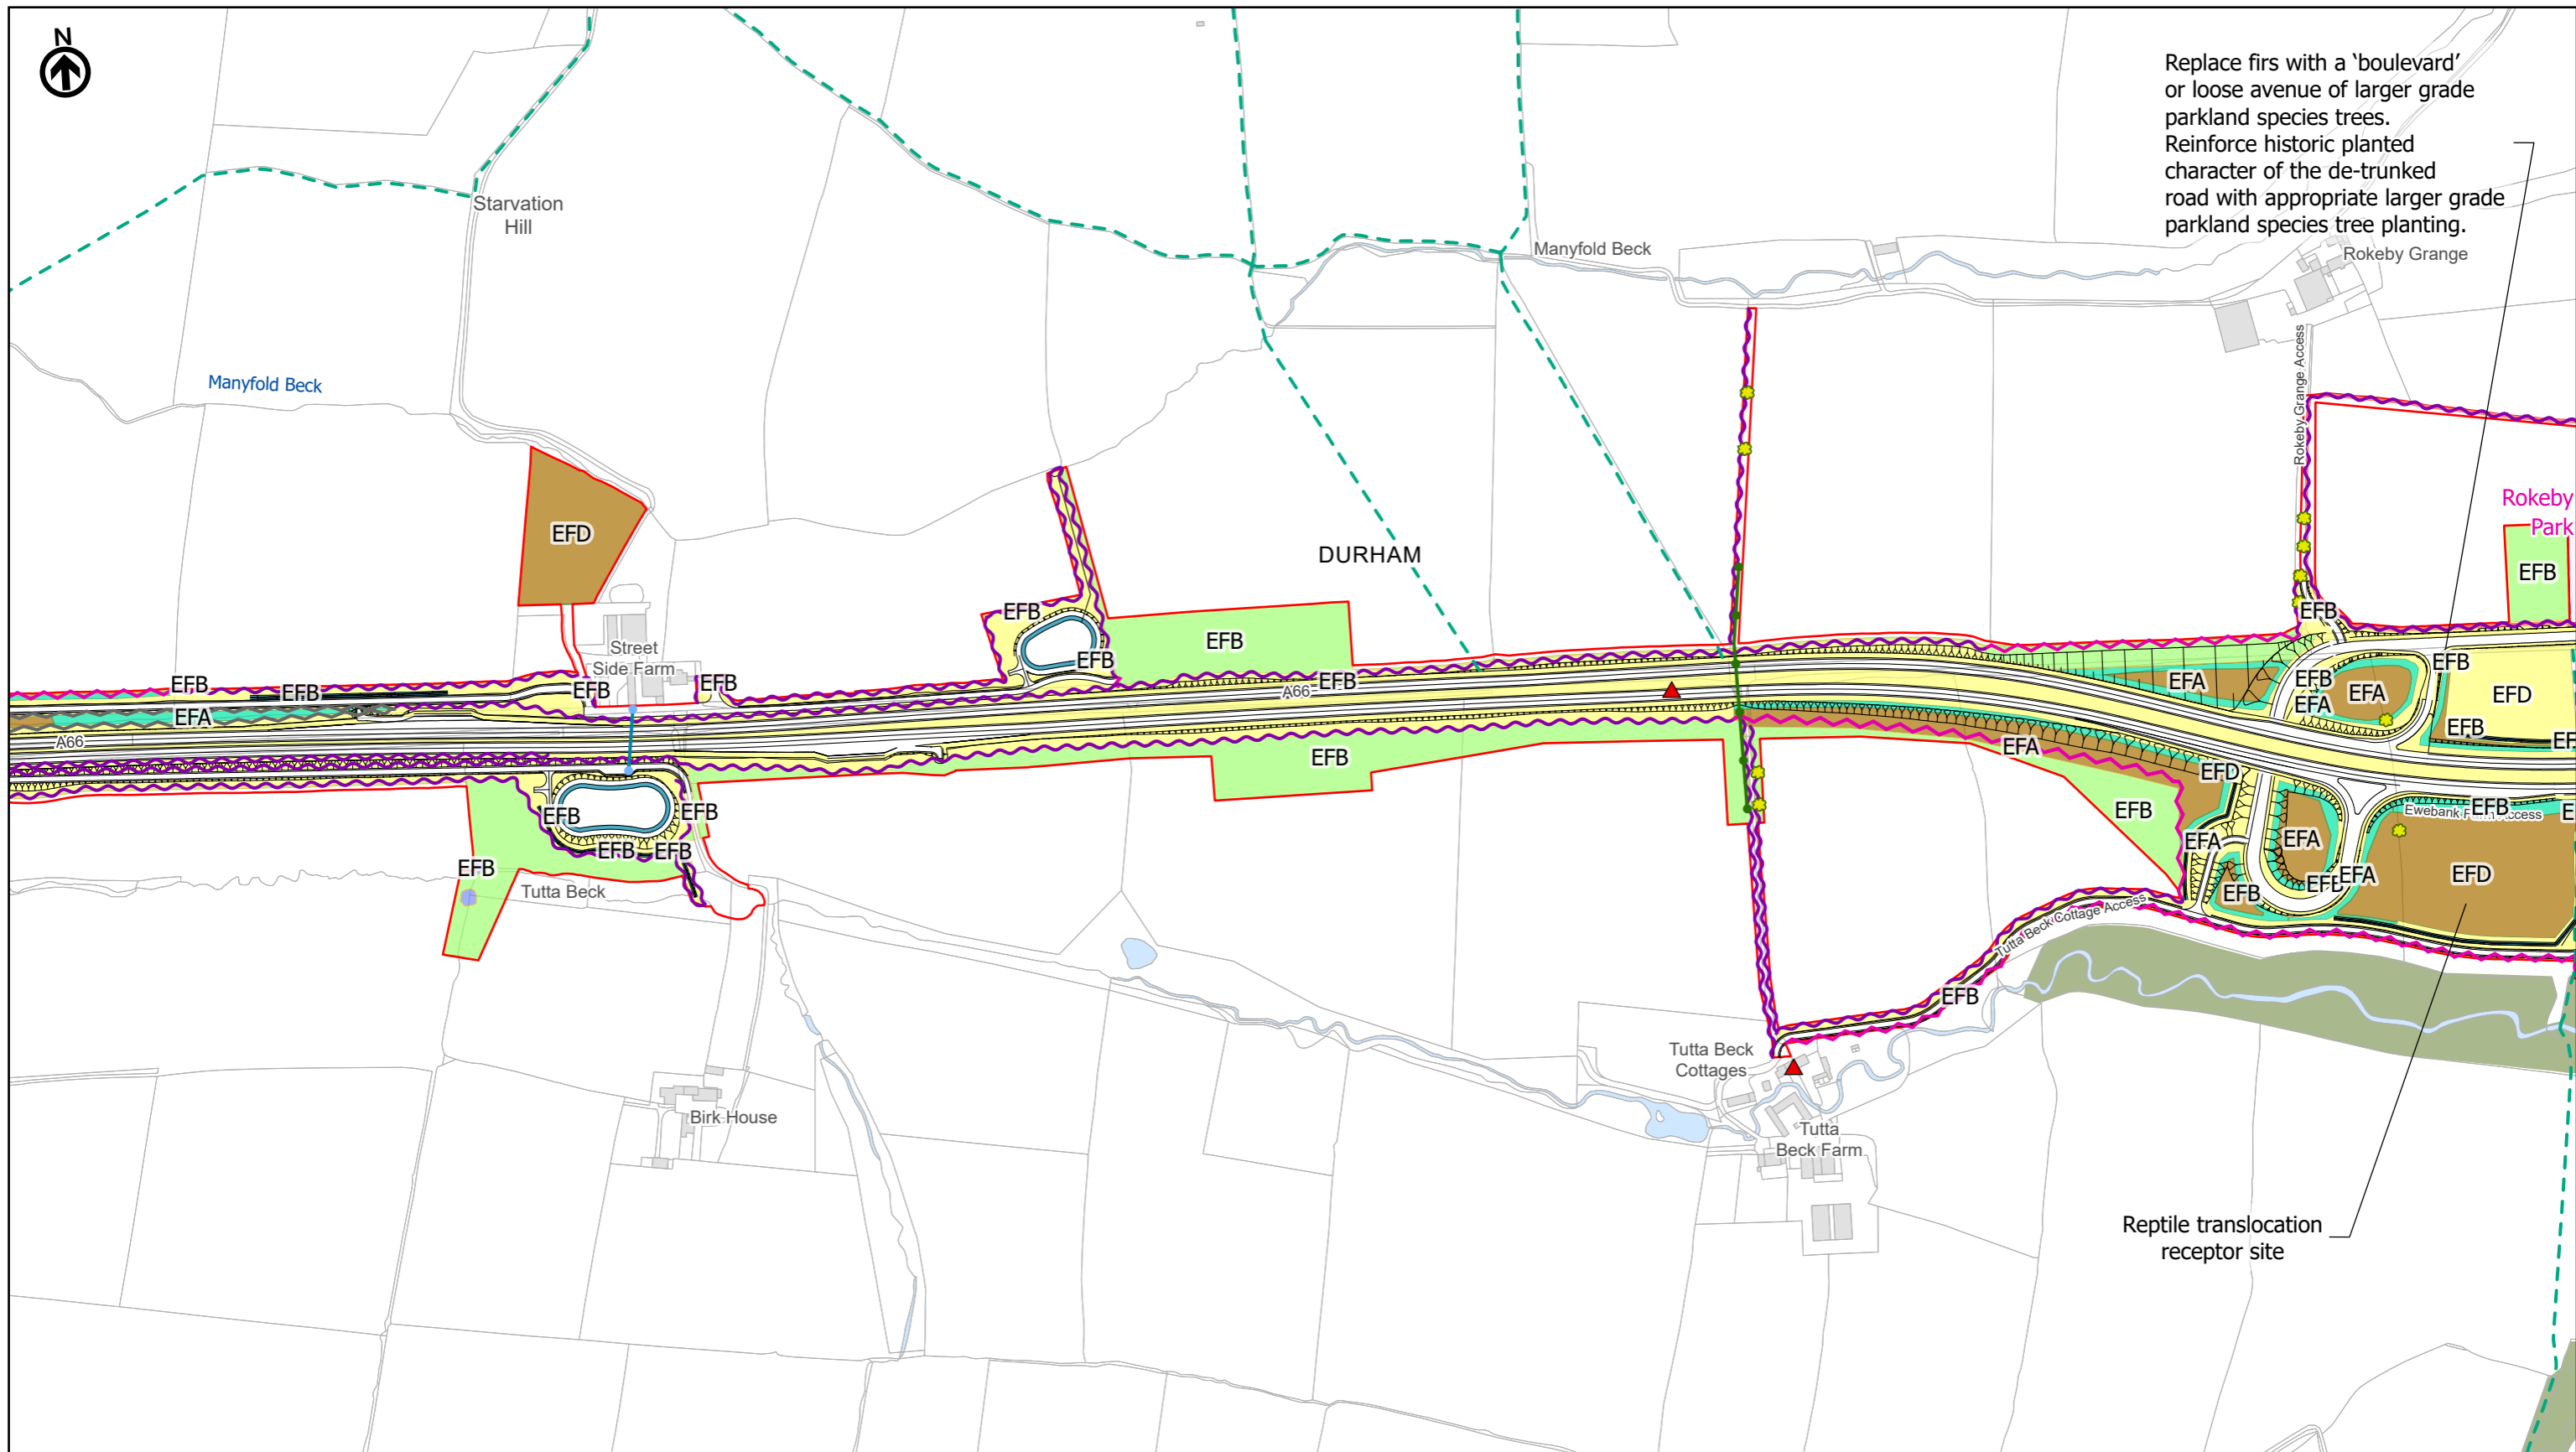 N
Replace firs with a ‘boulevard’
or loose avenue of larger grade
parkland species trees.
Reinforce historic planted
character of the de-trunked
road with appropriate larger grade
parkland species tree planting.
Starvation
Hill
Manyfold Beck
Rokeby Grange
Manyfold Beck
Rokeby Grange Access
Rokeby
Park
EFD
DURHAM
EFB
EFB
EFB
EFB
EFB
Street
Side Farm
EFB
EFB
EFB
EFB
EFB
A66
EFB
EFA
EFB
EFA
EFA
EFB
EFD
EFA
EFB
EF
A66
EFB
EFA
EFD
EFB
EFB
EFB
Ewebank Farm Access
EFB
E
EFA
EFA
EFB
EFB
EFB
EFB
EFA
EFD
EFB
Tutta Beck
Tutta Beck Cottage Access
EFB
Tutta Beck
Cottages
Birk House
Tutta
Beck Farm
Reptile translocation
receptor site